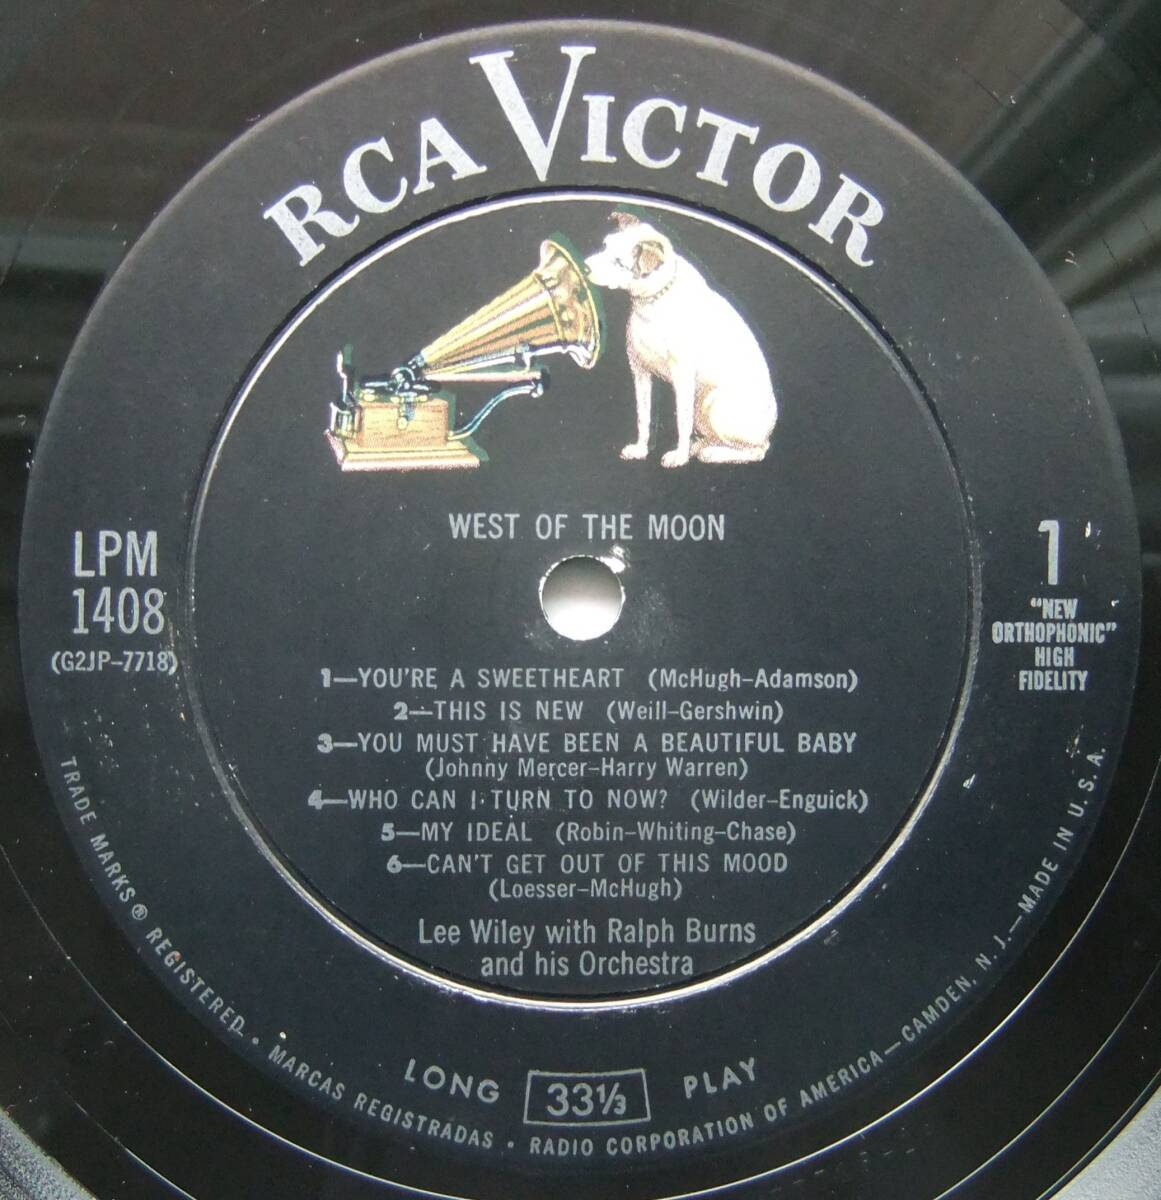 RCA VICTOR
WEST OF THE MOON
LPM
1408
(G2JP-7718)
1
"NEW
ORTHOPHONIC"
HIGH
FIDELITY
1—YOU'RE A SWEETHEART (McHugh-Adamson)
2—THIS IS NEW (Weill-Gershwin)
3—YOU MUST HAVE BEEN A BEAUTIFUL BABY
(Johnny Mercer-Harry Warren)
4—WHO CAN I TURN TO NOW? (Wilder-Enguick)
5—MY IDEAL (Robin-Whiting-Chase)
6—CAN'T GET OUT OF THIS MOOD
(Loesser-McHugh)
Lee Wiley with Ralph Burns
and his Orchestra
LONG 33⅓ PLAY
TRADE MARKS ® REGISTERED • MARCAS REGISTRADAS • RADIO CORPORATION OF AMERICA—CAMDEN, N. J.—MADE IN U. S. A.